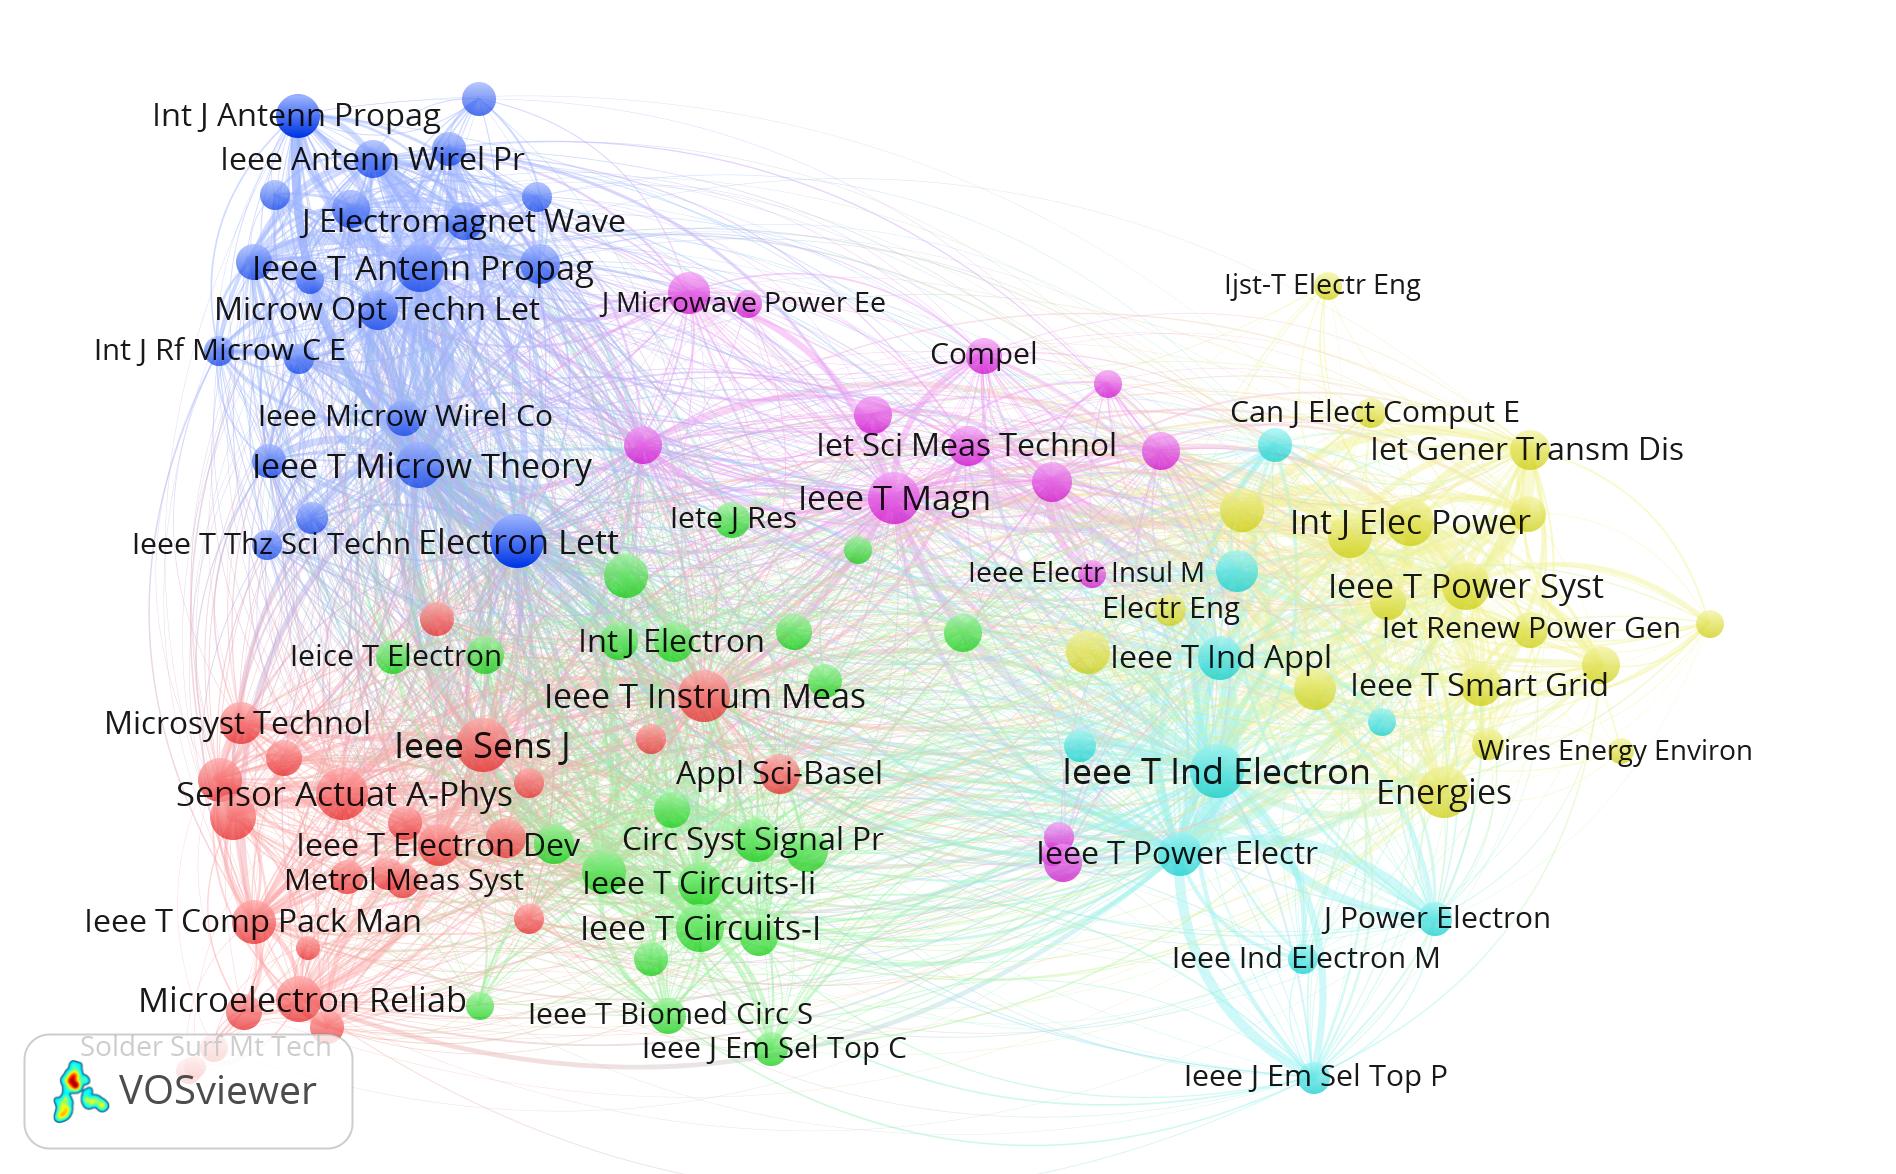 Int J Antenn Propag
Ieee Antenn Wirel Pr
J Electromagnet Wave
Ieee T Antenn Propag
Ijst-T Electr Eng
J Microwave Power Ee
Microw Opt Techn Let
Int J Rf Microw C E
Compel
Ieee Microw Wirel Co
Can J Elect Comput E
Iet Sci Meas Technol
Iet Gener Transm Dis
Ieee T Microw Theory
Ieee T Magn
Iete J Res
Int J Elec Power
Ieee T Thz Sci Techn
Electron Lett
Ieee Electr Insul M
Ieee T Power Syst
Electr Eng
Iet Renew Power Gen
Int J Electron
Ieice T Electron
Ieee T Ind Appl
Ieee T Smart Grid
Ieee T Instrum Meas
Microsyst Technol
Ieee Sens J
Wires Energy Environ
Appl Sci-Basel
Ieee T Ind Electron
Energies
Sensor Actuat A-Phys
Circ Syst Signal Pr
Ieee T Electron Dev
Ieee T Power Electr
Metrol Meas Syst
Ieee T Circuits-Ii
Ieee T Comp Pack Man
Ieee T Circuits-I
J Power Electron
Ieee Ind Electron M
Microelectron Reliab
Ieee T Biomed Circ S
Solder Surf Mt Tech
Ieee J Em Sel Top C
Ieee J Em Sel Top P
VOSviewer